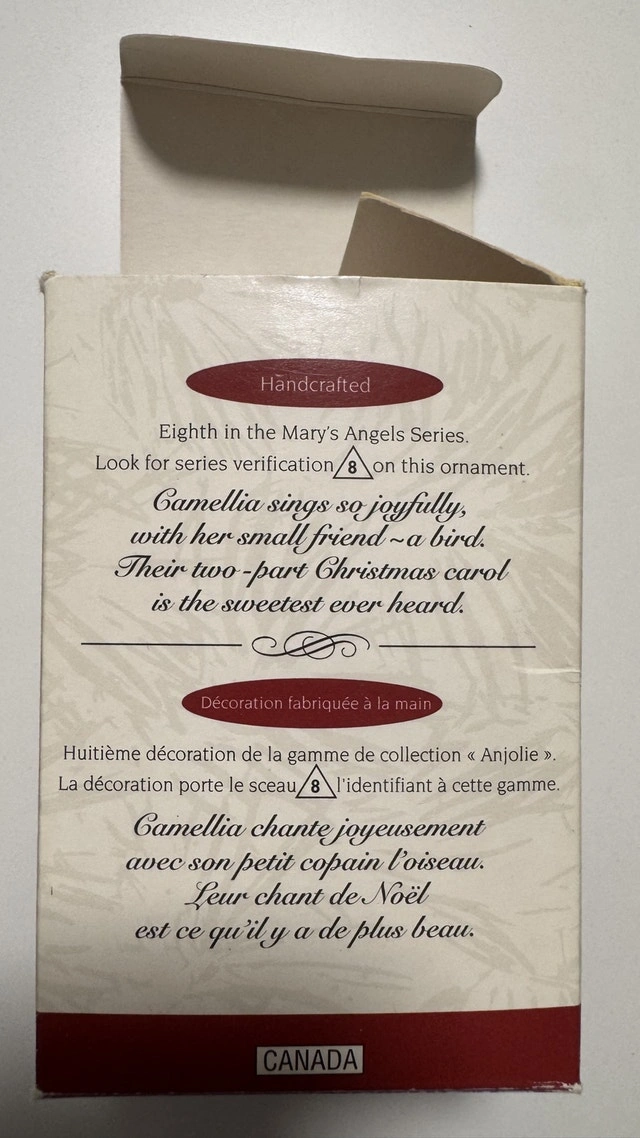 Handcrafted
Eighth in the Mary's Angels Series.
Look for series verification 8 on this ornament.
Camellia sings so joyfully,
with her small friend ~ a bird.
Their two-part Christmas carol
is the sweetest ever heard.
Décoration fabriquée à la main
Huitième décoration de la gamme de collection « Anjolie ».
La décoration porte le sceau 8 l'identifiant à cette gamme.
Camellia chante joyeusement
avec son petit copain l'oiseau.
Leur chant de Noël
est ce qu'il y a de plus beau.
CANADA